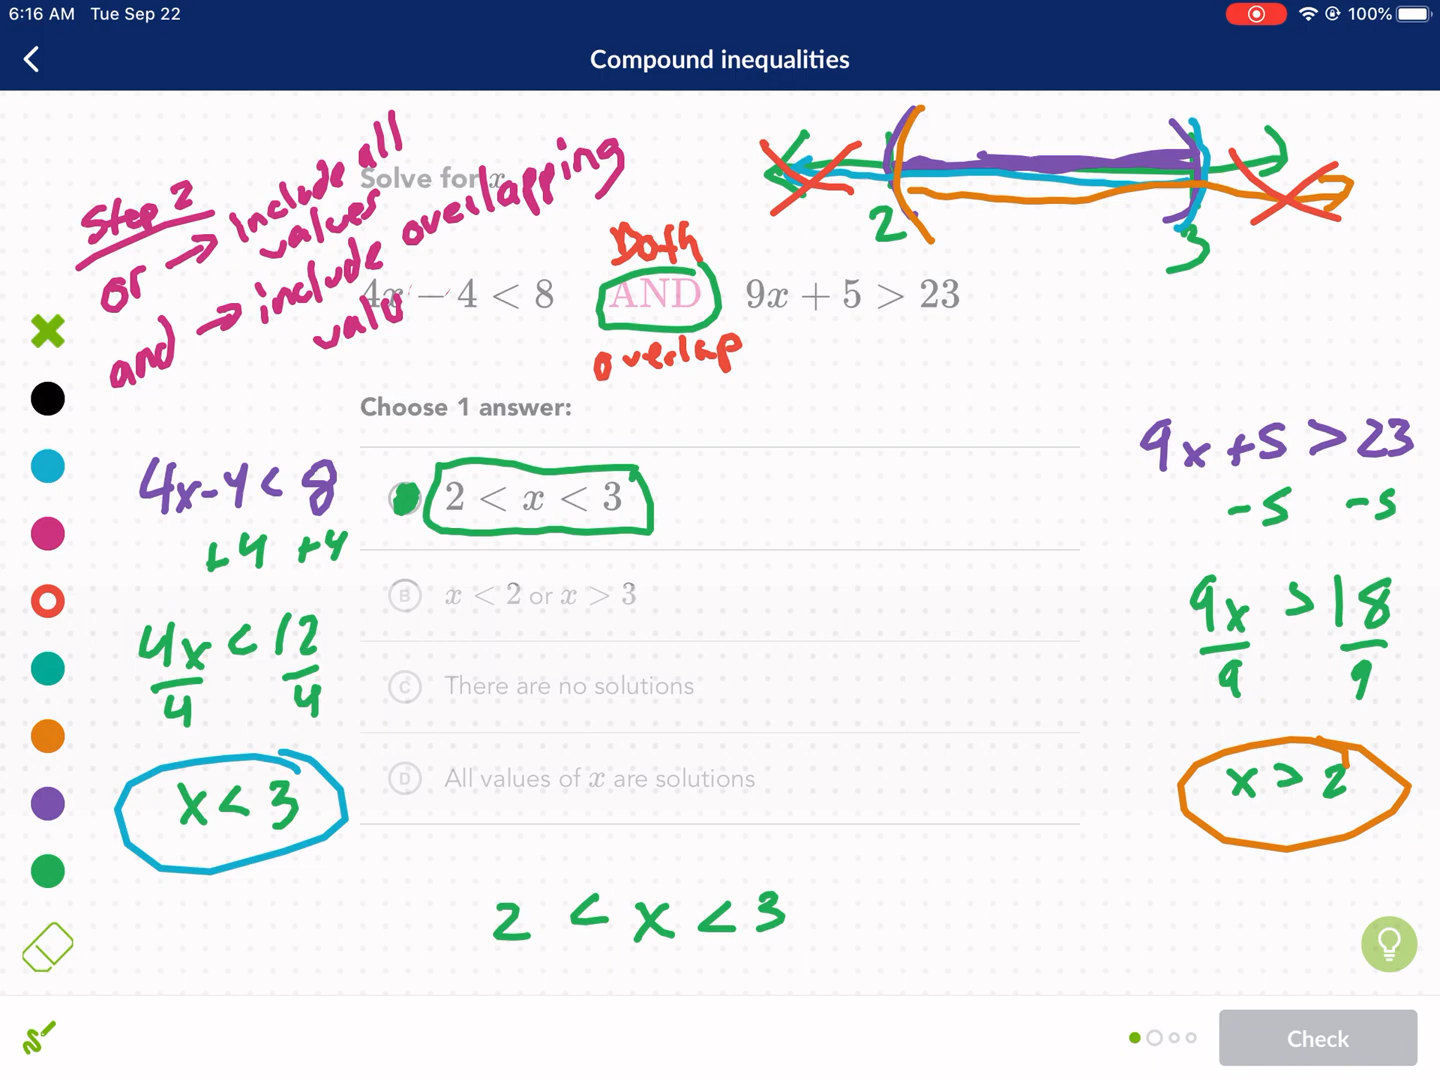 6:16 AM Tue Sep 22
100%
Compound inequalities
Step 2
or → include all
values
and → include overlapping
valu
Solve for x
2
3
Both
4x − 4 < 8 AND 9x + 5 > 23
overlap
Choose 1 answer:
2 < x < 3
B x < 2 or x > 3
C There are no solutions
D All values of x are solutions
4x-4 < 8
+4 +4
4x < 12
4 4
x < 3
9x +5 > 23
-5 -5
9x > 18
9 9
x > 2
2 < x < 3
Check